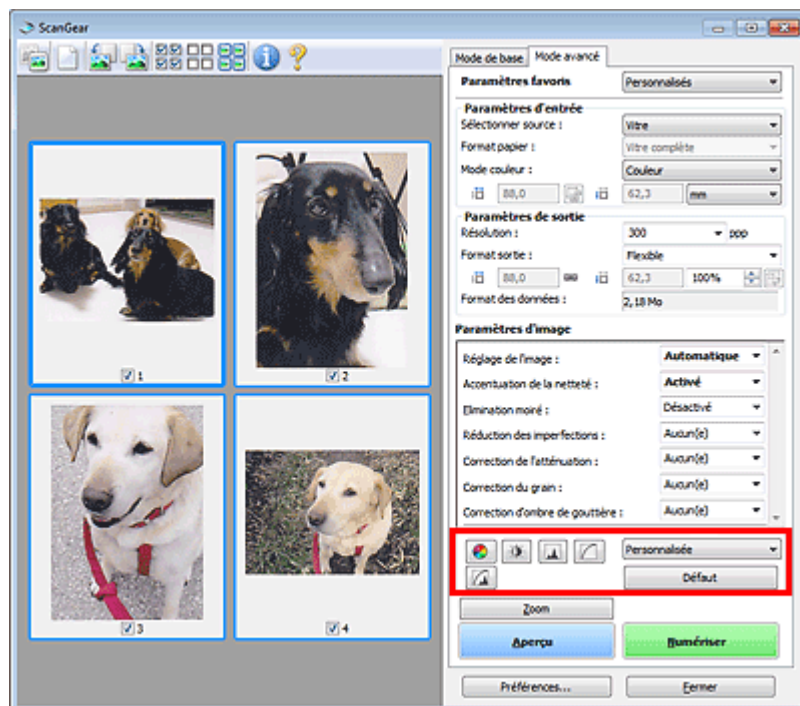 ScanGear
Mode de base Mode avancé
Paramètres favoris Personnalisés
Paramètres d'entrée
Sélectionner source : Vitre
Format papier : Vitre complète
Mode couleur : Couleur
88,0 62,3 mm
Paramètres de sortie
Résolution : 300 ppp
Format sortie : Flexible
88,0 62,3 100%
Format des données : 2,18 Mo
Paramètres d'image
Réglage de l'image : Automatique
Accentuation de la netteté : Activé
Elimination moiré : Désactivé
Réduction des imperfections : Aucun(e)
Correction de l'atténuation : Aucun(e)
Correction du grain : Aucun(e)
Correction d'ombre de gouttière : Aucun(e)
Personnalisée
Défaut
Zoom
Aperçu Numériser
Préférences... Fermer
1
2
3
4